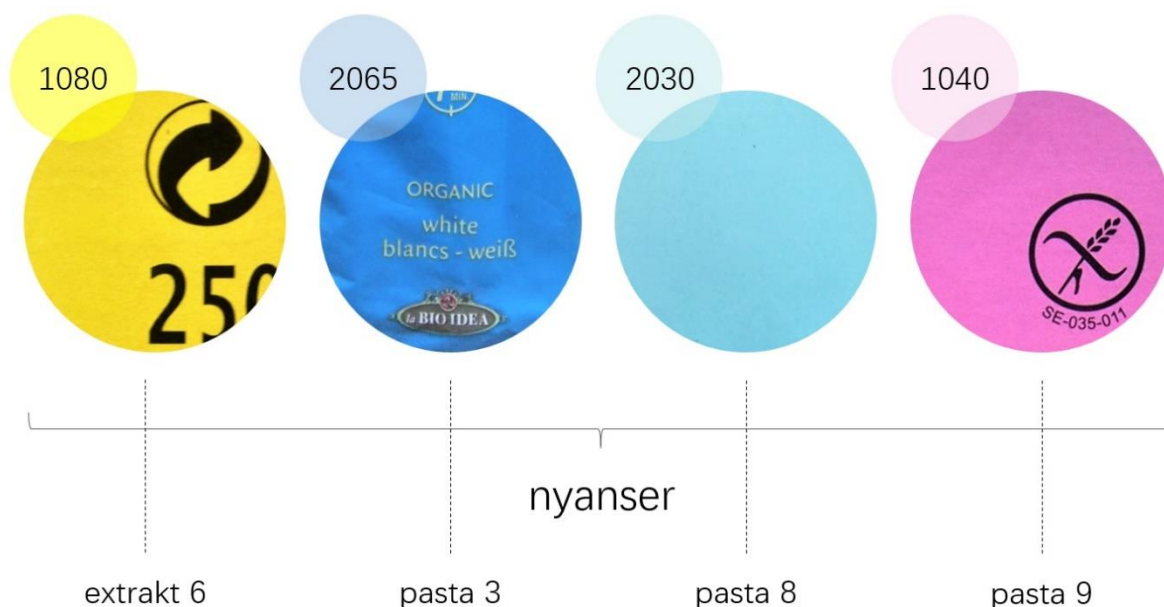 1080
2065
2030
1040
MIN.
ORGANIC
white
blancs - weiß
la BIO IDEA
250
SE-035-011
nyanser
extrakt 6
pasta 3
pasta 8
pasta 9